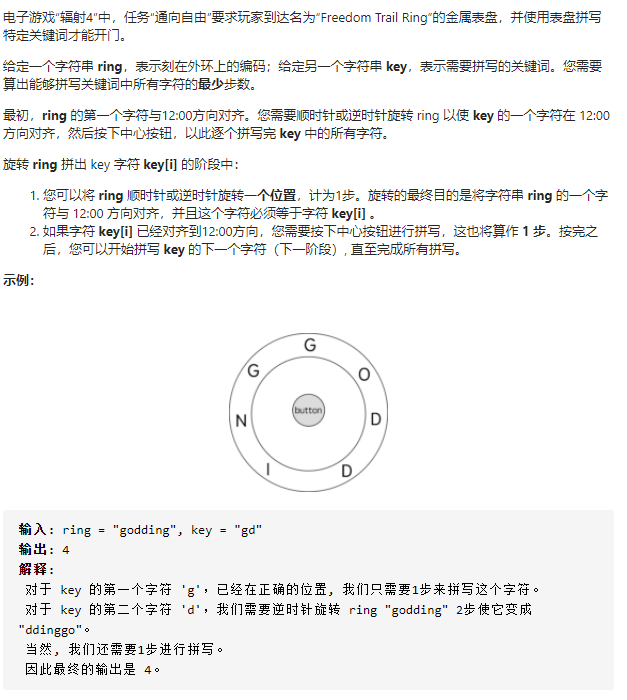 电子游戏“辐射4”中，任务“通向自由”要求玩家到达名为“Freedom Trail Ring”的金属表盘，并使用表盘拼写
特定关键词才能开门。
给定一个字符串 ring，表示刻在外环上的编码；给定另一个字符串 key，表示需要拼写的关键词。您需要
算出能够拼写关键词中所有字符的最少步数。
最初，ring 的第一个字符与12:00方向对齐。您需要顺时针或逆时针旋转 ring 以使 key 的一个字符在 12:00
方向对齐，然后按下中心按钮，以此逐个拼写完 key 中的所有字符。
旋转 ring 拼出 key 字符 key[i] 的阶段中：
1. 您可以将 ring 顺时针或逆时针旋转一个位置，计为1步。旋转的最终目的是将字符串 ring 的一个字
符与 12:00 方向对齐，并且这个字符必须等于字符 key[i] 。
2. 如果字符 key[i] 已经对齐到12:00方向，您需要按下中心按钮进行拼写，这也将算作 1 步。按完之
后，您可以开始拼写 key 的下一个字符（下一阶段）, 直至完成所有拼写。
示例：
G
G
O
button
N
D
I
D
输入: ring = "godding", key = "gd"
输出: 4
解释:
对于 key 的第一个字符 'g'，已经在正确的位置, 我们只需要1步来拼写这个字符。
对于 key 的第二个字符 'd'，我们需要逆时针旋转 ring "godding" 2步使它变成
"ddinggo"。
当然, 我们还需要1步进行拼写。
因此最终的输出是 4。